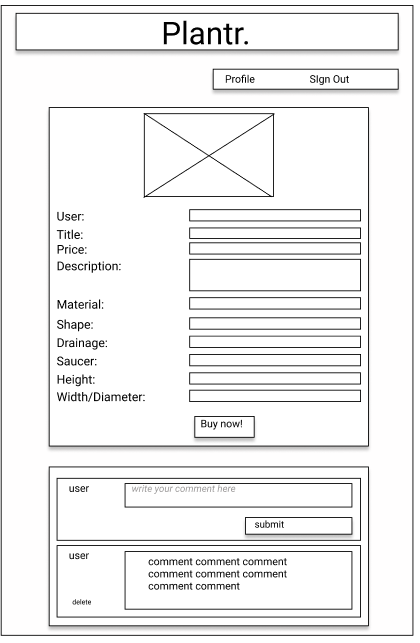 Plantr.
Profile SIgn Out
User:
Title:
Price:
Description:
Material:
Shape:
Drainage:
Saucer:
Height:
Width/Diameter:
Buy now!
user write your comment here
submit
user
comment comment comment
comment comment comment
comment comment
delete